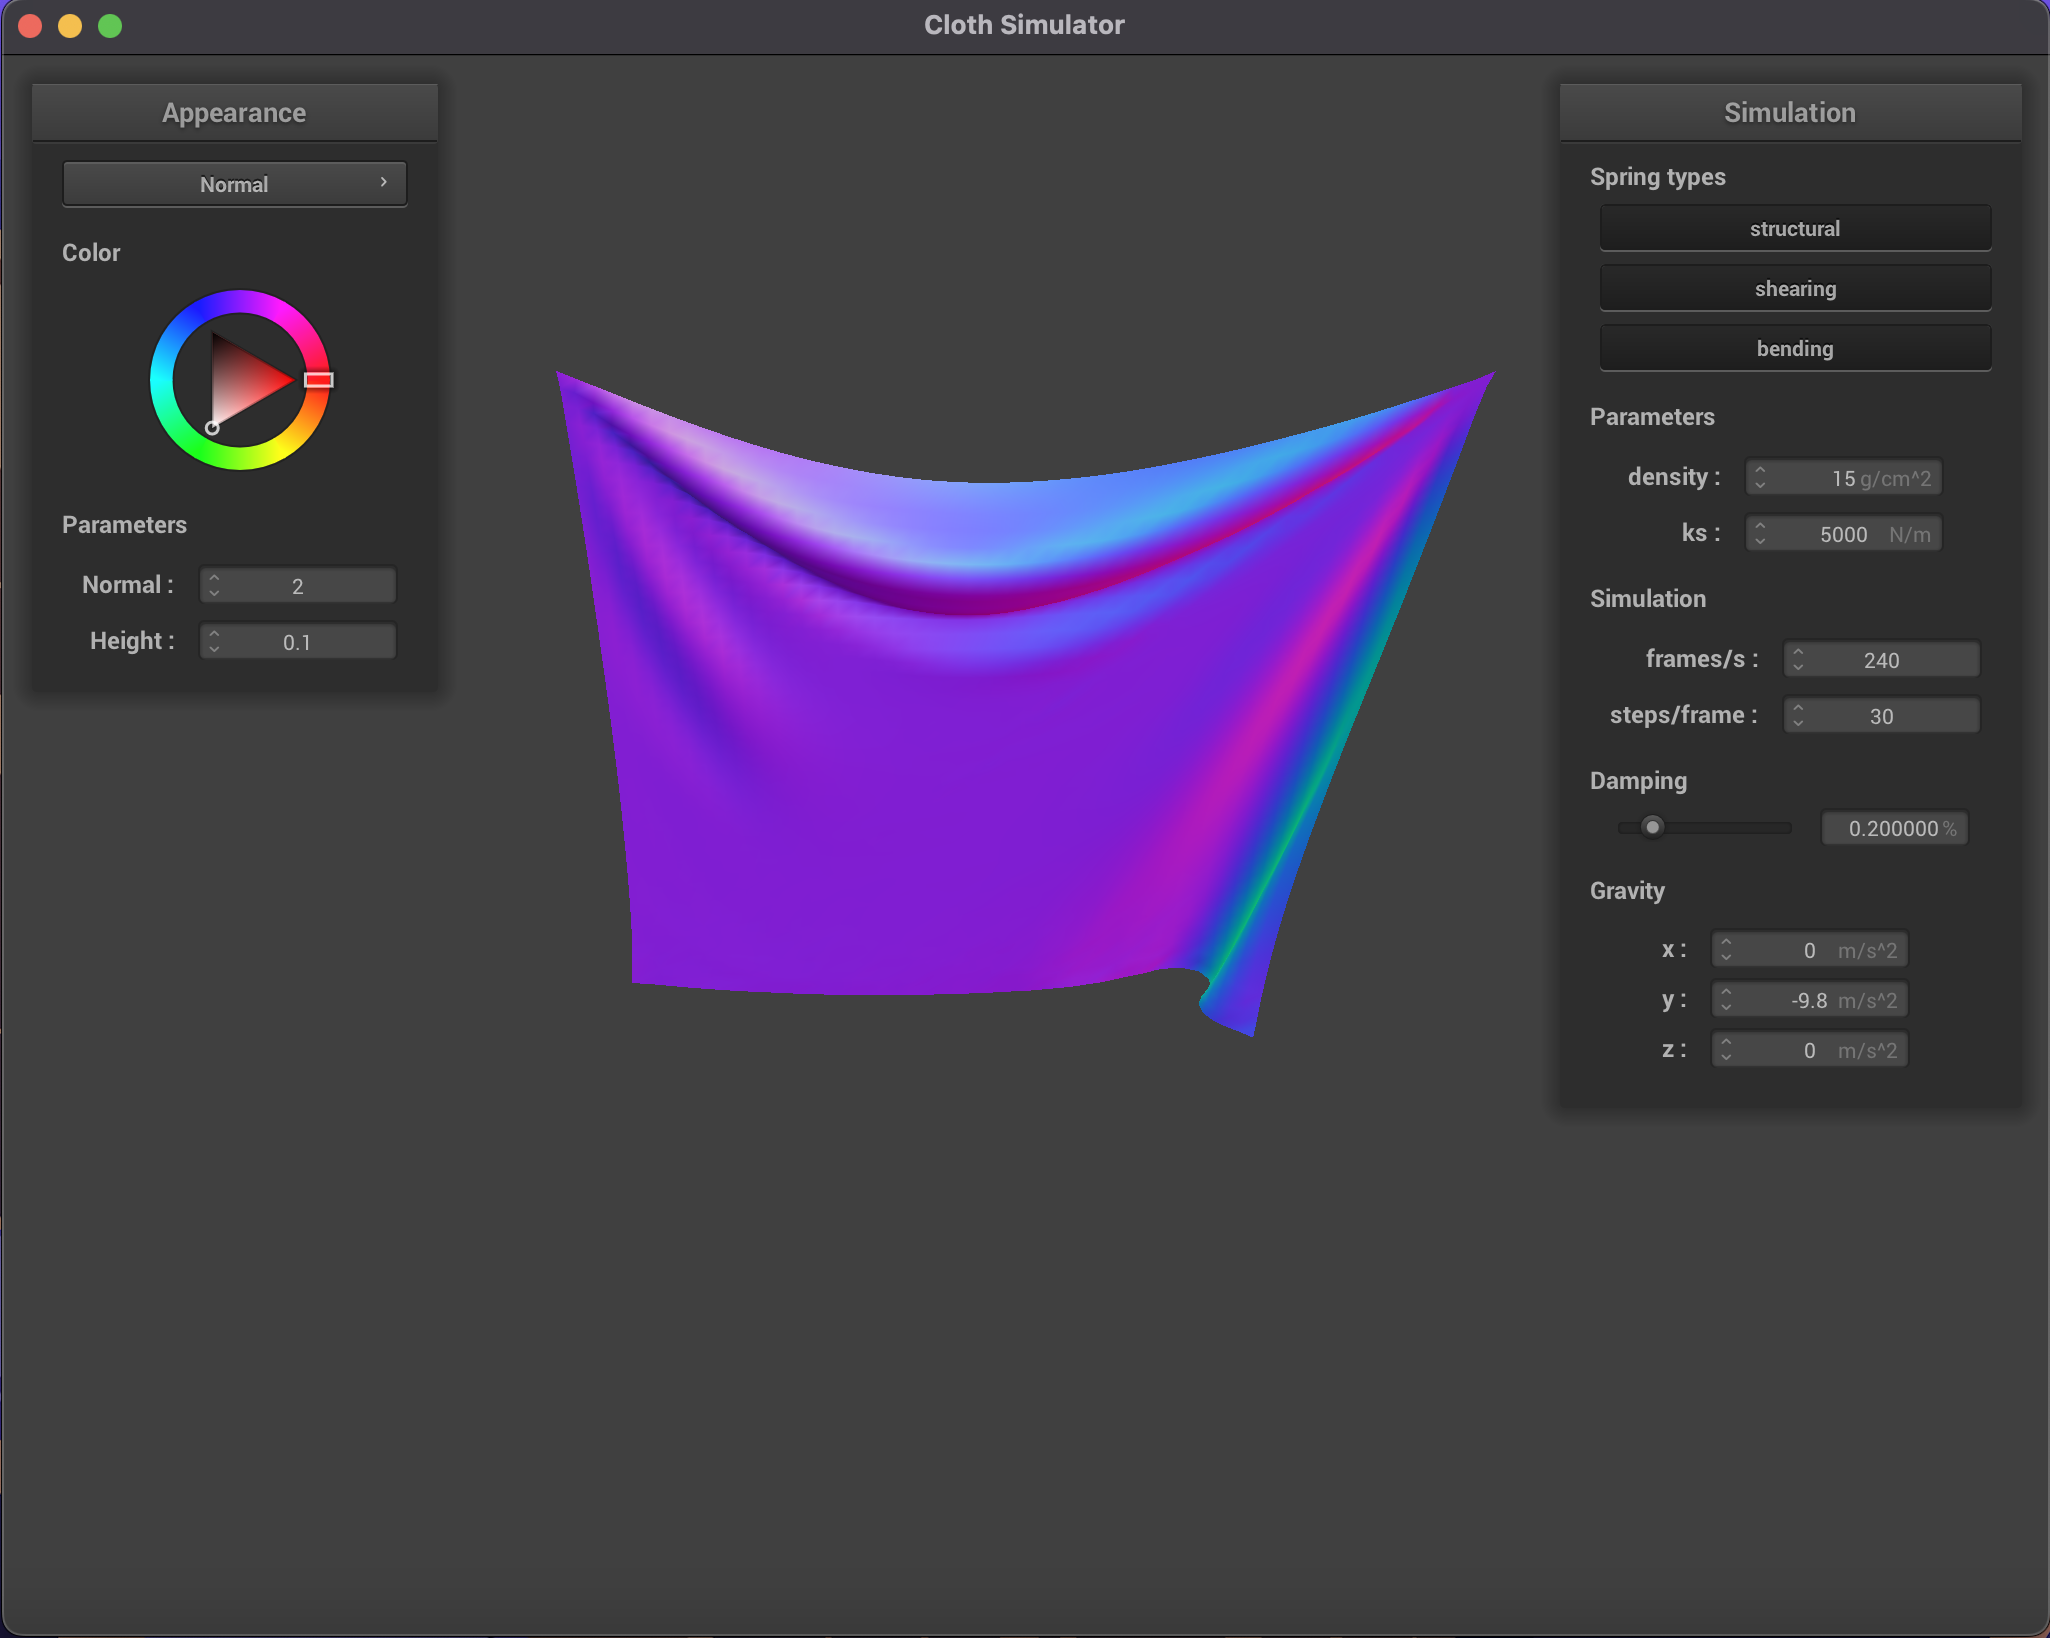 Cloth Simulator
Appearance
Normal
Color
Parameters
Normal : 2
Height : 0.1
Simulation
Spring types
structural
shearing
bending
Parameters
density : 15 g/cm^2
ks : 5000 N/m
Simulation
frames/s : 240
steps/frame : 30
Damping
0.200000 %
Gravity
x : 0 m/s^2
y : -9.8 m/s^2
z : 0 m/s^2